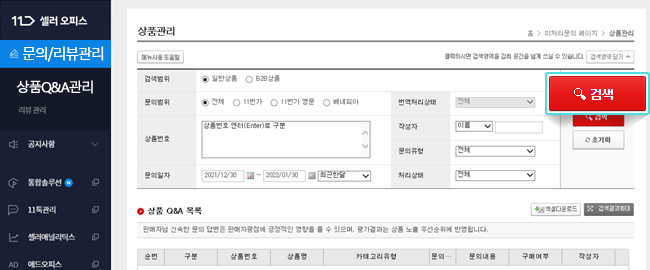 11 셀러 오피스
문의/리뷰관리
상품Q&A관리
리뷰 관리
공지사항
통합솔루션 N
11톡관리
셀러애널리틱스
AD 애드오피스
상품관리
홈 > 미처리문의 페이지 > 상품관리
메뉴사용 도움말
클릭하시면 검색영역을 감춰 공간을 넓게 쓰실 수 있습니다. 검색영역 닫기
검색범위 일반상품 B2B상품
문의범위 전체 11번가 11번가 영문 베네피아 번역처리상태 전체
상품번호 상품번호 엔터(Enter)로 구분 작성자 이름
문의유형 전체
문의일자 2021/12/30 ~ 2022/01/30 최근한달 처리상태 전체
검색
검색
초기화
상품 Q&A 목록 엑셀다운로드 검색결과확대
판매자님 신속한 문의 답변은 판매자평점에 긍정적인 영향을 줄 수 있으며, 평가결과는 상품 노출 우선순위에 반영됩니다.
순번 구분 상품번호 상품명 카테고리유형 문의… 문의내용 구매여부 작성자